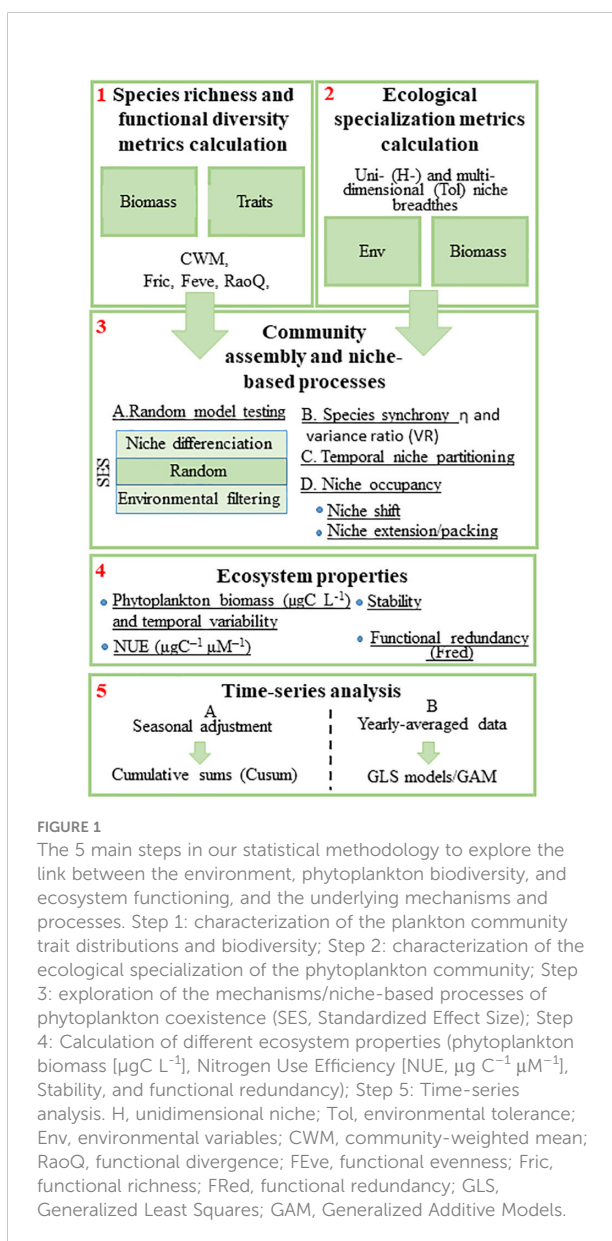 1 Species richness and
functional diversity
metrics calculation
Biomass
Traits
CWM,
Fric, Feve, RaoQ,
2 Ecological
specialization metrics
calculation
Uni- (H-) and multi-
dimensional (Tol) niche
breadthes
Env
Biomass
3 Community
assembly and niche-
based processes
A.Random model testing
SES
Niche differenciation
Random
Environmental filtering
B. Species synchrony η and
variance ratio (VR)
C. Temporal niche partitioning
D. Niche occupancy
• Niche shift
• Niche extension/packing
4 Ecosystem properties
• Phytoplankton biomass (µgC L⁻¹)
and temporal variability
• NUE (µgC⁻¹ µM⁻¹)
• Stability
• Functional redundancy
(Fred)
5 Time-series analysis
A
Seasonal adjustment
Cumulative sums (Cusum)
B
Yearly-averaged data
GLS models/GAM
FIGURE 1
The 5 main steps in our statistical methodology to explore the
link between the environment, phytoplankton biodiversity, and
ecosystem functioning, and the underlying mechanisms and
processes. Step 1: characterization of the plankton community
trait distributions and biodiversity; Step 2: characterization of the
ecological specialization of the phytoplankton community; Step
3: exploration of the mechanisms/niche-based processes of
phytoplankton coexistence (SES, Standardized Effect Size); Step
4: Calculation of different ecosystem properties (phytoplankton
biomass [µgC L⁻¹], Nitrogen Use Efficiency [NUE, µg C⁻¹ µM⁻¹],
Stability, and functional redundancy); Step 5: Time-series
analysis. H, unidimensional niche; Tol, environmental tolerance;
Env, environmental variables; CWM, community-weighted mean;
RaoQ, functional divergence; FEve, functional evenness; Fric,
functional richness; FRed, functional redundancy; GLS,
Generalized Least Squares; GAM, Generalized Additive Models.